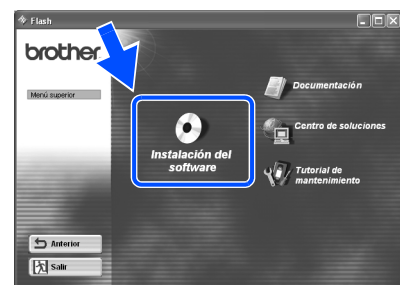 Flash
brother
Menú superior
Documentación
Centro de soluciones
Instalación del
software
Tutorial de
mantenimiento
Anterior
Salir